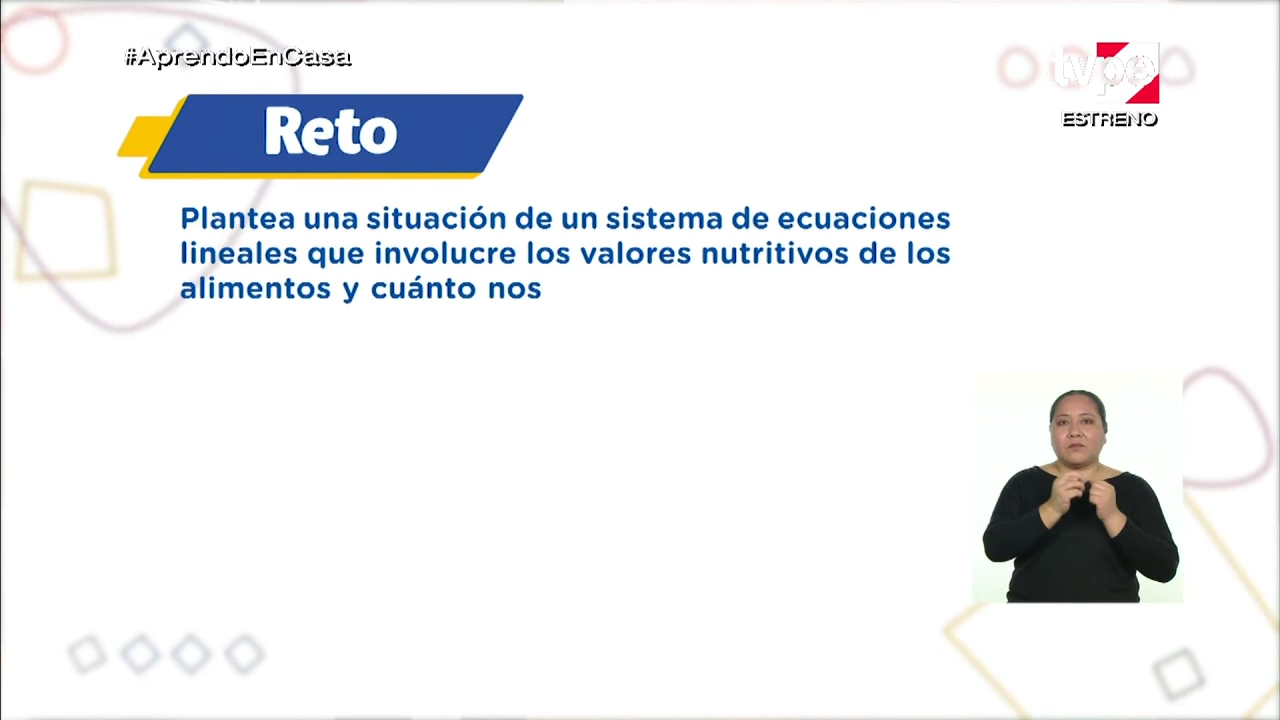 #AprendoEnCasa
tvpe
ESTRENO
Reto
Plantea una situación de un sistema de ecuaciones
lineales que involucre los valores nutritivos de los
alimentos y cuánto nos